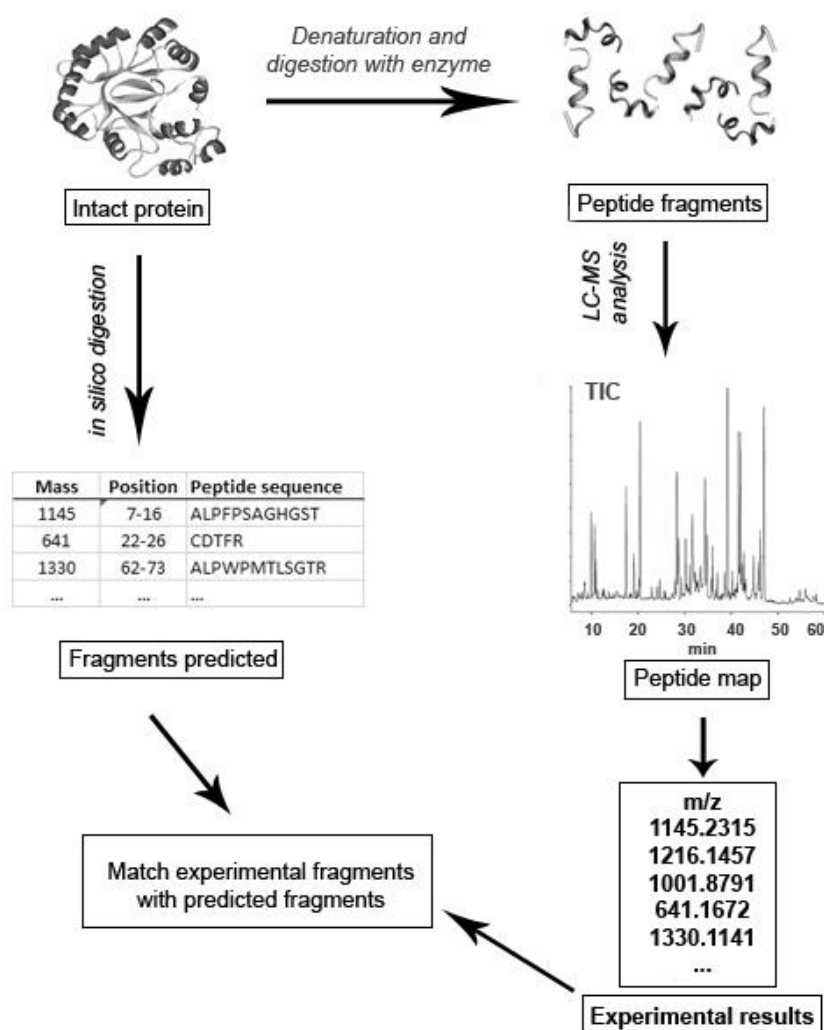 Denaturation and
digestion with enzyme
Intact protein
Peptide fragments
in silico digestion
LC-MS
analysis
TIC
Mass Position Peptide sequence
1145 7-16 ALPFPSAGHGST
641 22-26 CDTFR
1330 62-73 ALPWPMTLSGTR
... ... ...
10 20 30 40 50 60
min
Fragments predicted
Peptide map
m/z
1145.2315
1216.1457
1001.8791
641.1672
1330.1141
...
Match experimental fragments
with predicted fragments
Experimental results